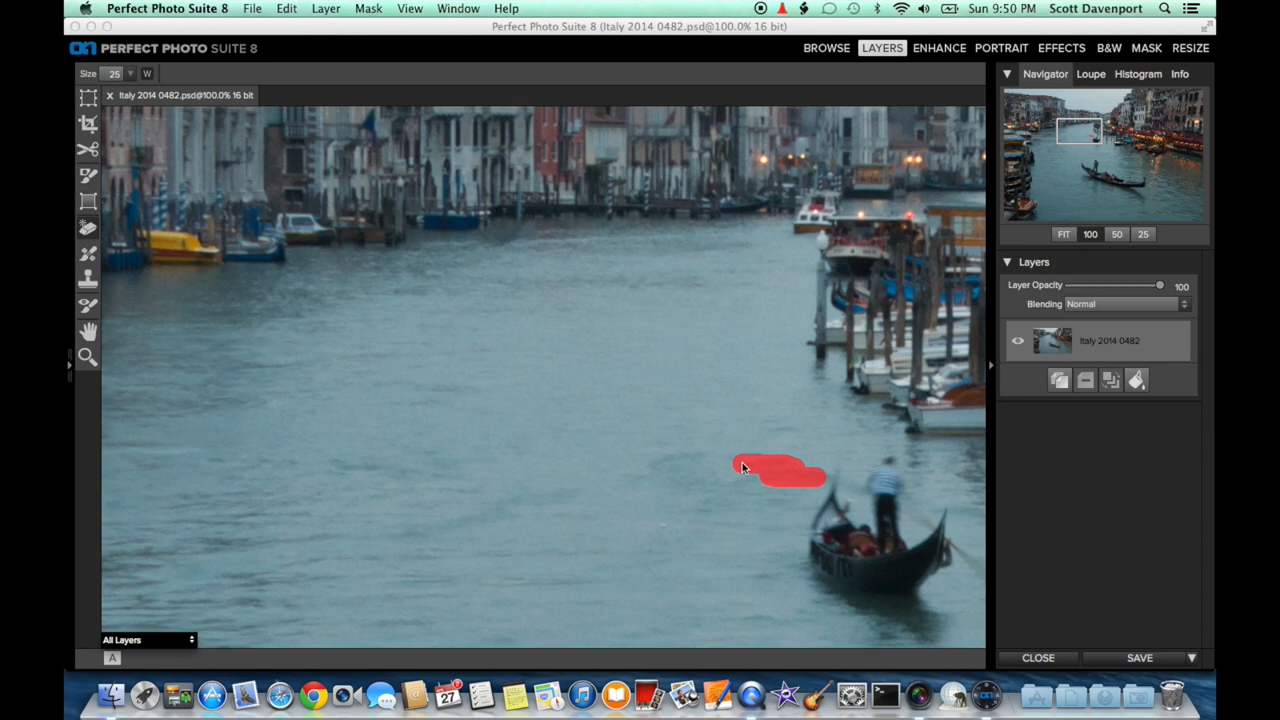 Perfect Photo Suite 8 File Edit Layer Mask View Window Help Sun 9:50 PM Scott Davenport
Perfect Photo Suite 8 (Italy 2014 0482.psd@100.0% 16 bit)
PERFECT PHOTO SUITE 8 BROWSE LAYERS ENHANCE PORTRAIT EFFECTS B&W MASK RESIZE
Size 25 W
Navigator Loupe Histogram Info
x Italy 2014 0482.psd@100.0% 16 bit
FIT 100 50 25
Layers
Layer Opacity 100
Blending Normal
Italy 2014 0482
All Layers
A
CLOSE SAVE
7
27